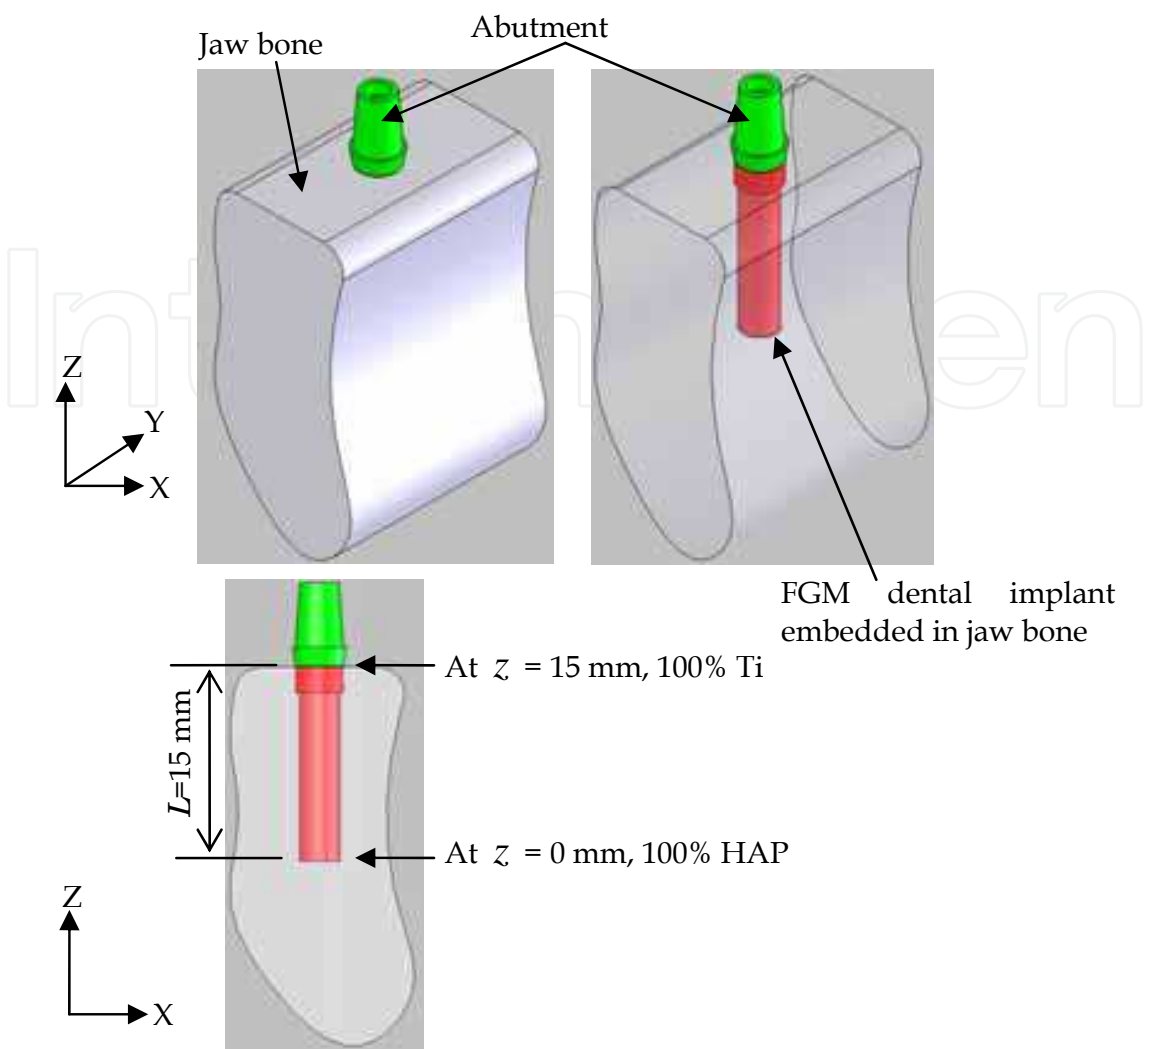 Abutment
Jaw bone
Z
Y
X
FGM dental implant
embedded in jaw bone
At z = 15 mm, 100% Ti
L=15 mm
At z = 0 mm, 100% HAP
Z
X